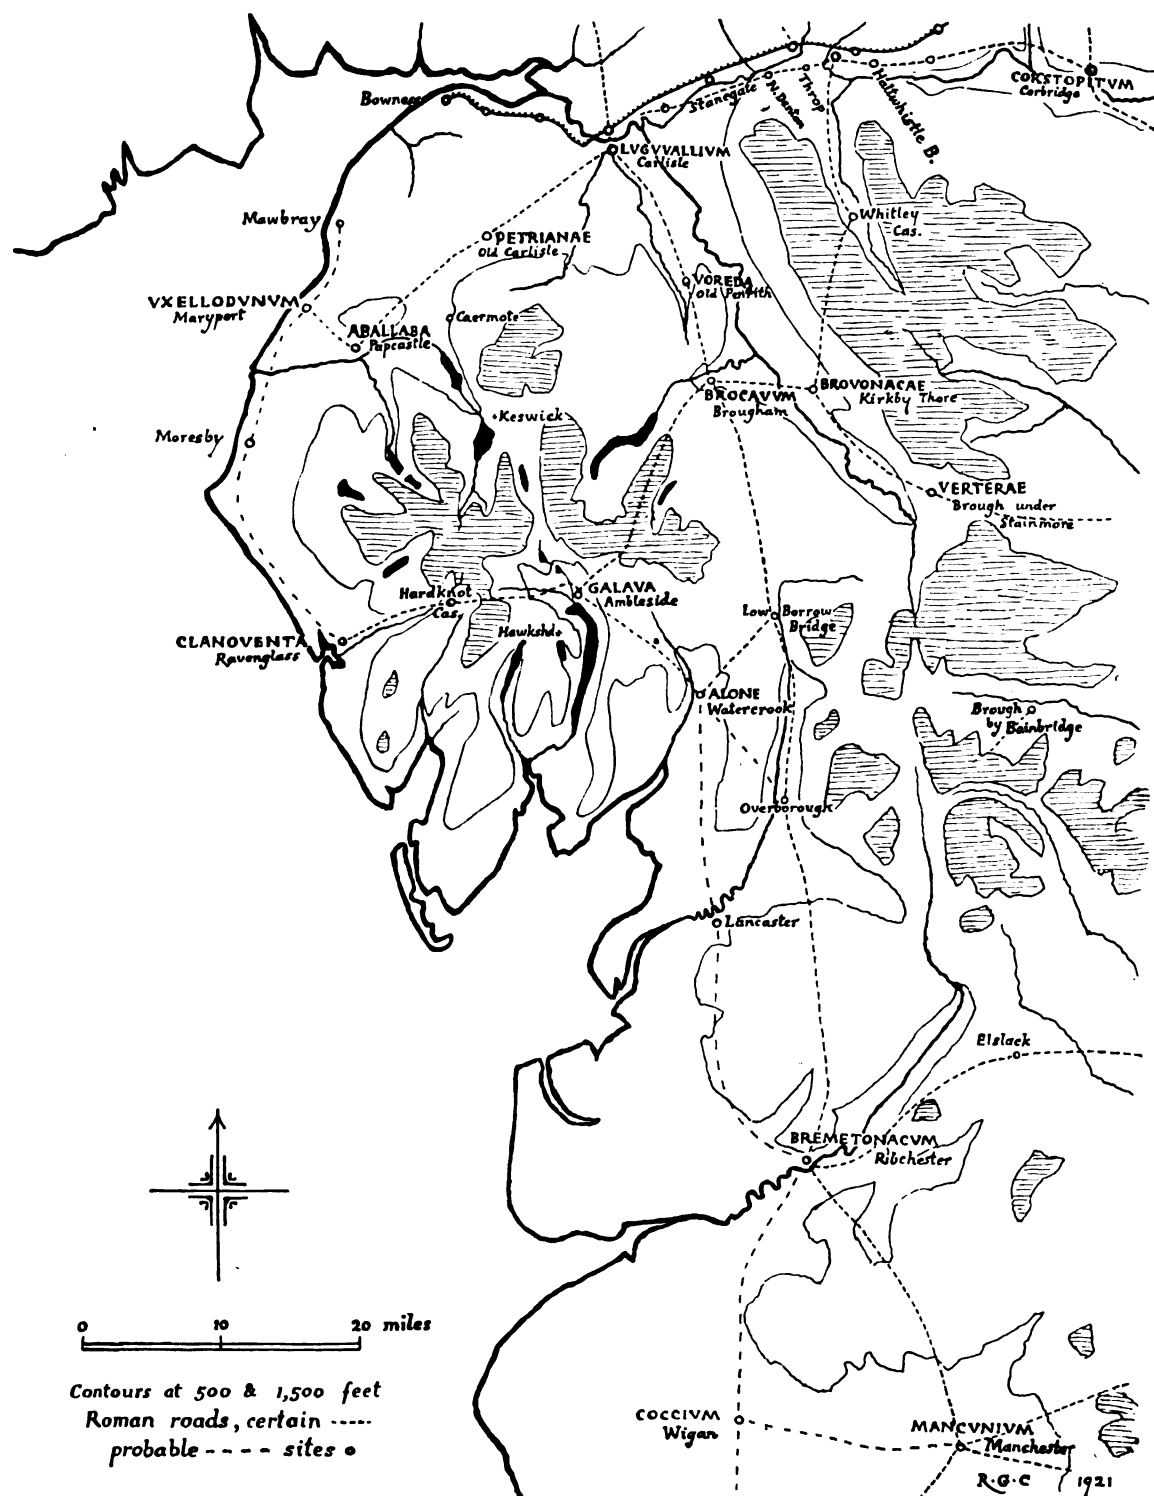 Bowness
Stanegate
N. Denton
Throp
Haltwhistle B.
CORSTOPITVM
Corbridge
LVGVVALLIVM
Carlisle
Mawbray
Whitley
Cas.
PETRIANAE
Old Carlisle
VOREDA
Old Penrith
VXELLODVNVM
Maryport
Caermote
ABALLABA
Papcastle
BROCAVVM
Brougham
BROVONACAE
Kirkby Thore
Keswick
Moresby
VERTERAE
Brough under
Stainmore
Hardknot
Cas.
GALAVA
Ambleside
Low Borrow
Bridge
Hawkshd.
CLANOVENTA
Ravenglass
ALONE
Watercrook
Brough
by Bainbridge
Overborough
Lancaster
Elslack
BREMETONACVM
Ribchester
0 10 20 miles
Contours at 500 & 1,500 feet
Roman roads, certain -----
probable - - - - sites o
COCCIVM
Wigan
MANCVNIVM
Manchester
R.G.C 1921